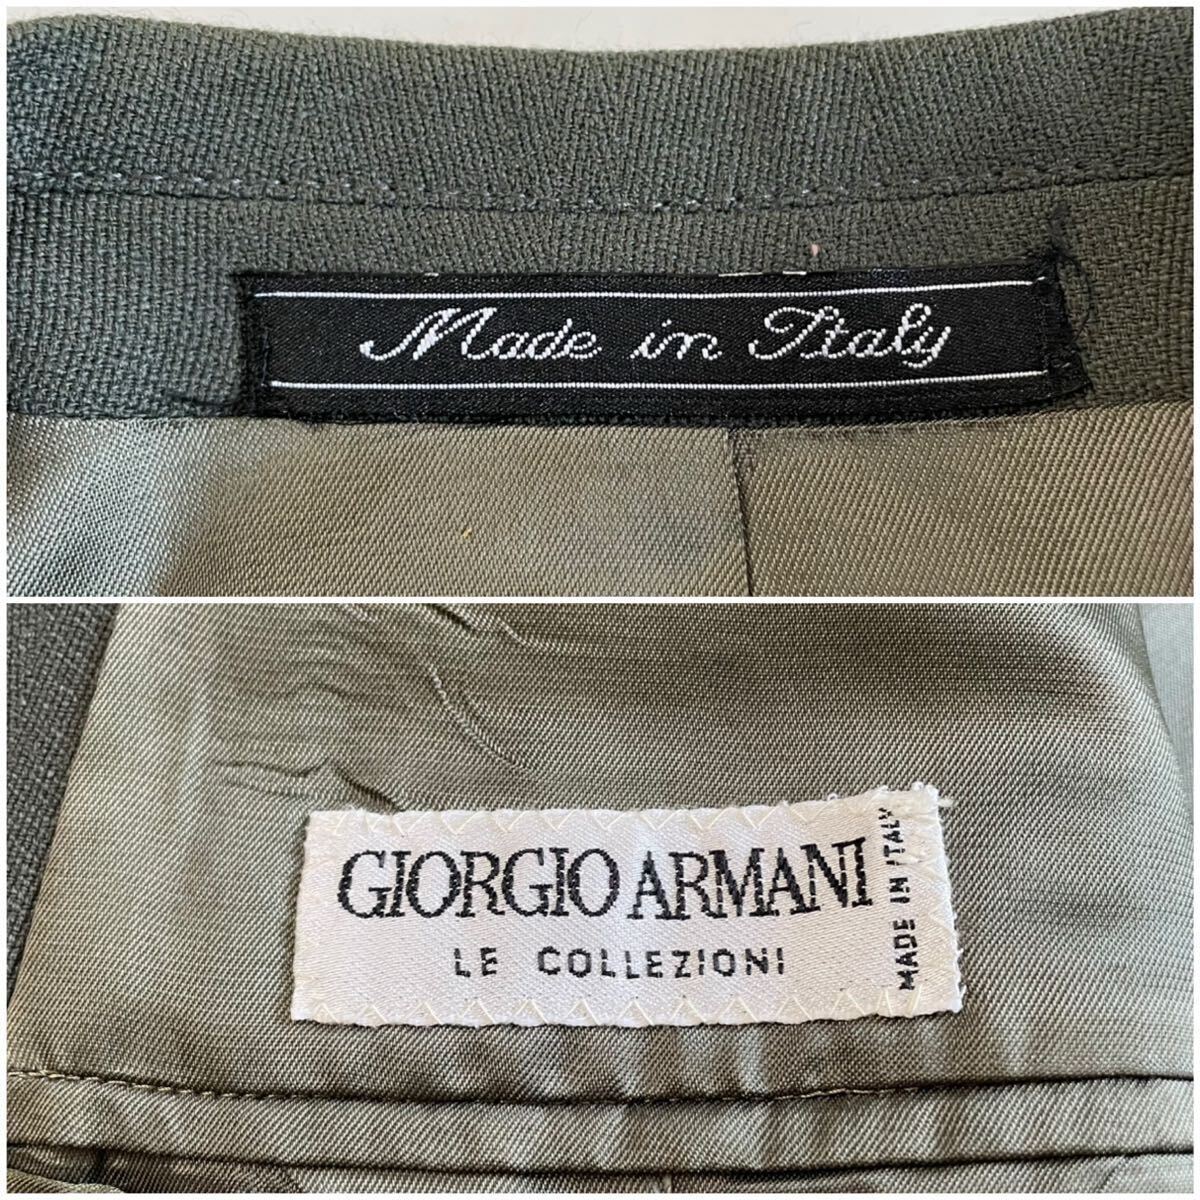 Made in Italy
GIORGIO ARMANI
LE COLLEZIONI
MADE IN ITALY